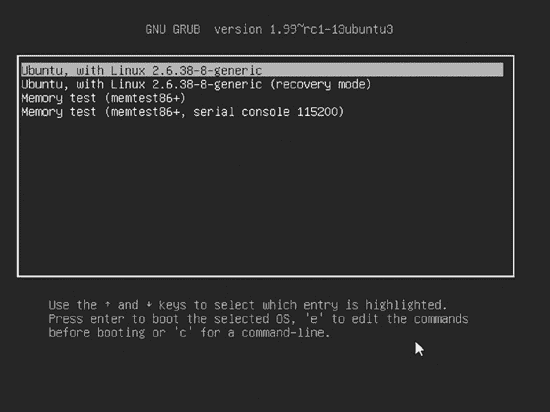 GNU GRUB  version 1.99~rc1-13ubuntu3
Ubuntu, with Linux 2.6.38-8-generic
Ubuntu, with Linux 2.6.38-8-generic (recovery mode)
Memory test (memtest86+)
Memory test (memtest86+, serial console 115200)
Use the ↑ and ↓ keys to select which entry is highlighted.
Press enter to boot the selected OS, 'e' to edit the commands
before booting or 'c' for a command-line.